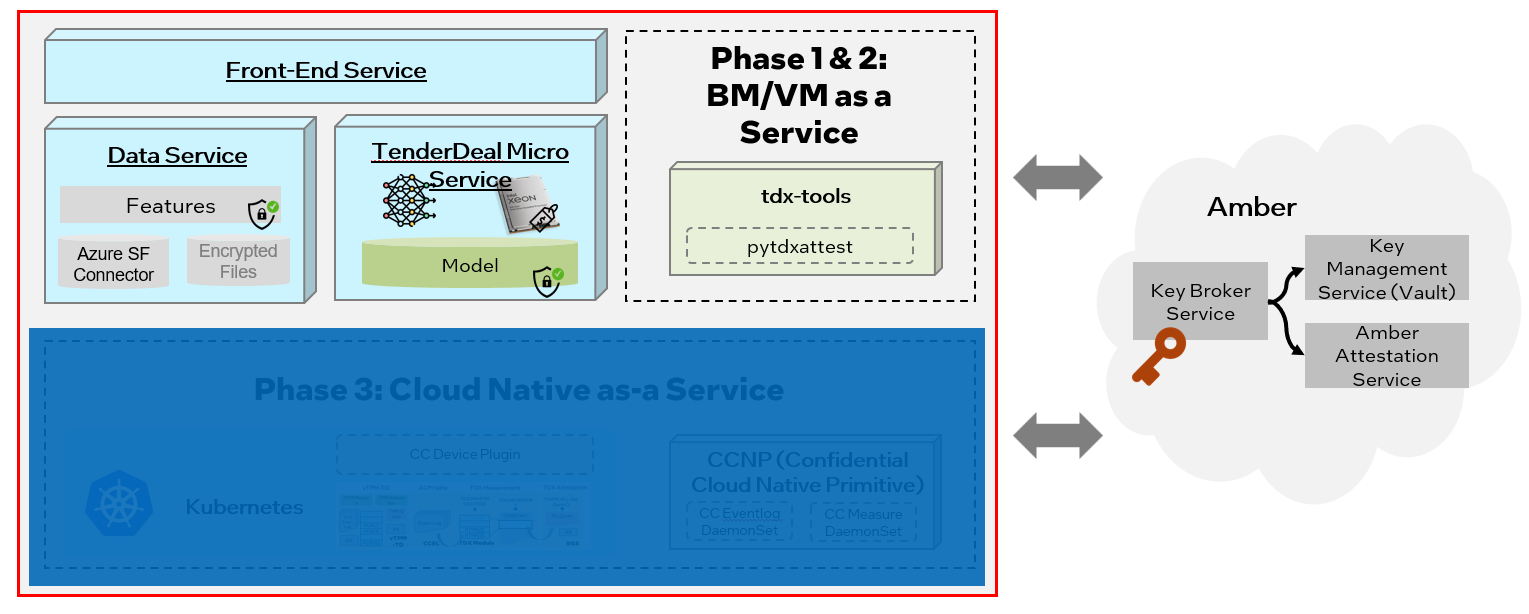 Front-End Service
Phase 1 & 2:
BM/VM as a
Service
Data Service
Features
Azure SF
Connector
Encrypted
Files
TenderDeal Micro
Service
XEON
Model
tdx-tools
pytdxattest
Phase 3: Cloud Native as-a Service
Kubernetes
CC Device Plugin
CCNP (Confidential
Cloud Native Primitive)
CC Eventlog
DaemonSet
CC Measure
DaemonSet
Amber
Key Broker
Service
Key
Management
Service (Vault)
Amber
Attestation
Service